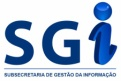 SGi
SUBSECRETARIA DE GESTÃO DA INFORMAÇÃO